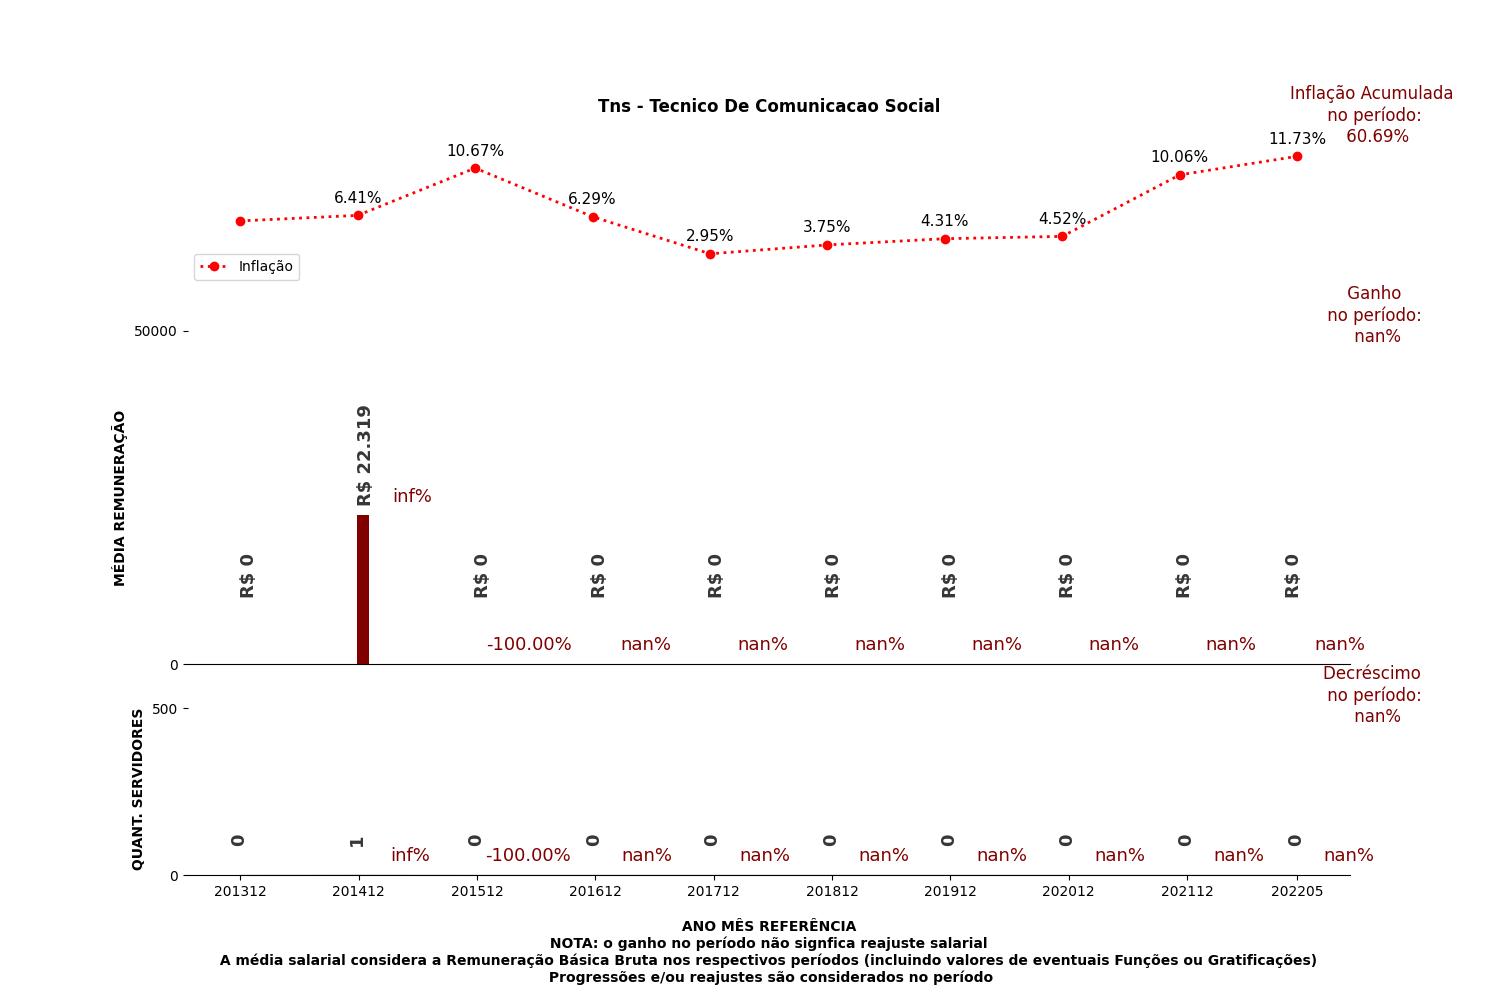 Tns - Tecnico De Comunicacao Social
Inflação Acumulada
no período:
60.69%
6.41%
10.67%
6.29%
2.95%
3.75%
4.31%
4.52%
10.06%
11.73%
Inflação
Ganho
no período:
nan%
50000
0
MÉDIA REMUNERAÇÃO
R$ 0
R$ 22.319
R$ 0
R$ 0
R$ 0
R$ 0
R$ 0
R$ 0
R$ 0
R$ 0
inf%
-100.00%
nan%
nan%
nan%
nan%
nan%
nan%
nan%
Decréscimo
no período:
nan%
500
0
QUANT. SERVIDORES
0
1
0
0
0
0
0
0
0
0
inf%
-100.00%
nan%
nan%
nan%
nan%
nan%
nan%
nan%
201312
201412
201512
201612
201712
201812
201912
202012
202112
202205
ANO MÊS REFERÊNCIA
NOTA: o ganho no período não signfica reajuste salarial
A média salarial considera a Remuneração Básica Bruta nos respectivos períodos (incluindo valores de eventuais Funções ou Gratificações)
Progressões e/ou reajustes são considerados no período